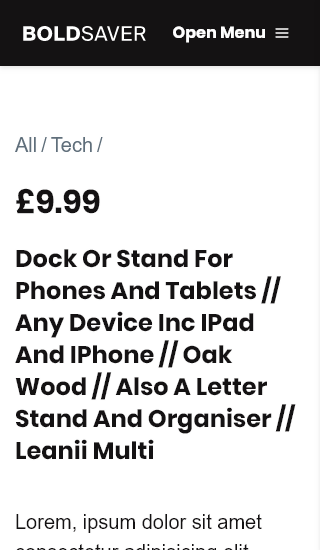 BOLDSAVER Open Menu
All / Tech /
£9.99
Dock Or Stand For
Phones And Tablets //
Any Device Inc IPad
And IPhone // Oak
Wood // Also A Letter
Stand And Organiser //
Leanii Multi
Lorem, ipsum dolor sit amet
consectetur adipisicing elit